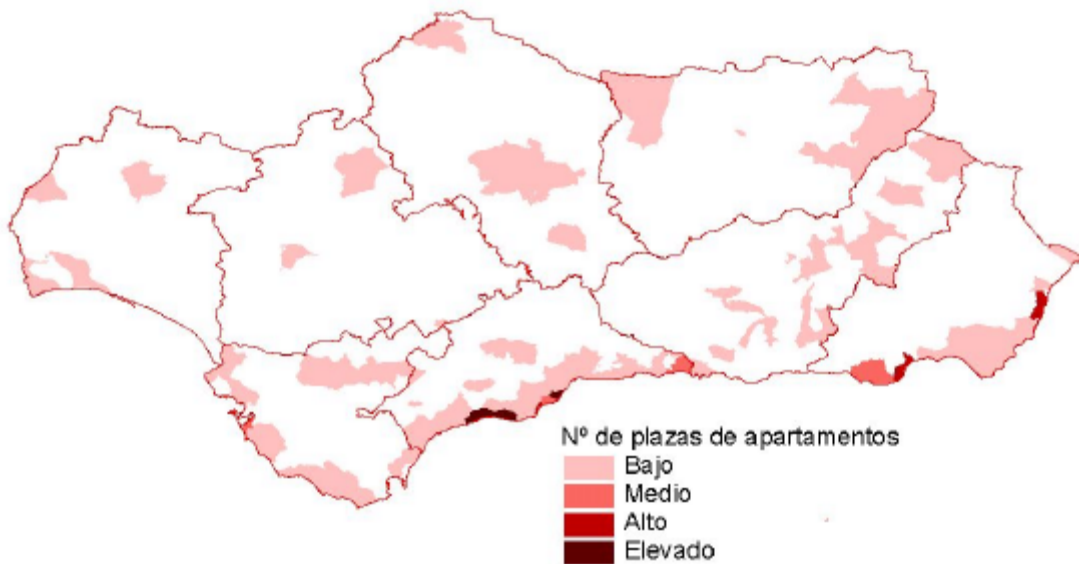 Nº de plazas de apartamentos
Bajo
Medio
Alto
Elevado